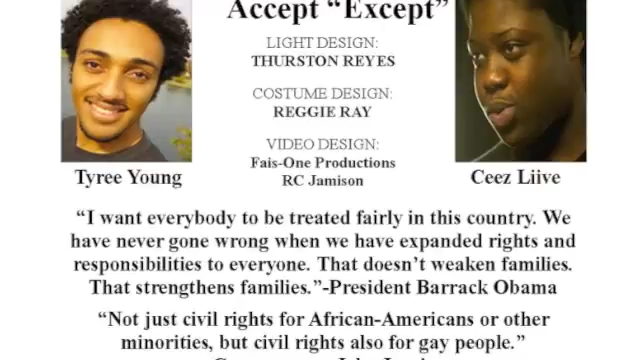 Accept “Except”
LIGHT DESIGN:
THURSTON REYES
COSTUME DESIGN:
REGGIE RAY
VIDEO DESIGN:
Fais-One Productions
RC Jamison
Tyree Young
Ceez Liive
“I want everybody to be treated fairly in this country. We
have never gone wrong when we have expanded rights and
responsibilities to everyone. That doesn’t weaken families.
That strengthens families.”-President Barrack Obama
“Not just civil rights for African-Americans or other
minorities, but civil rights also for gay people.”